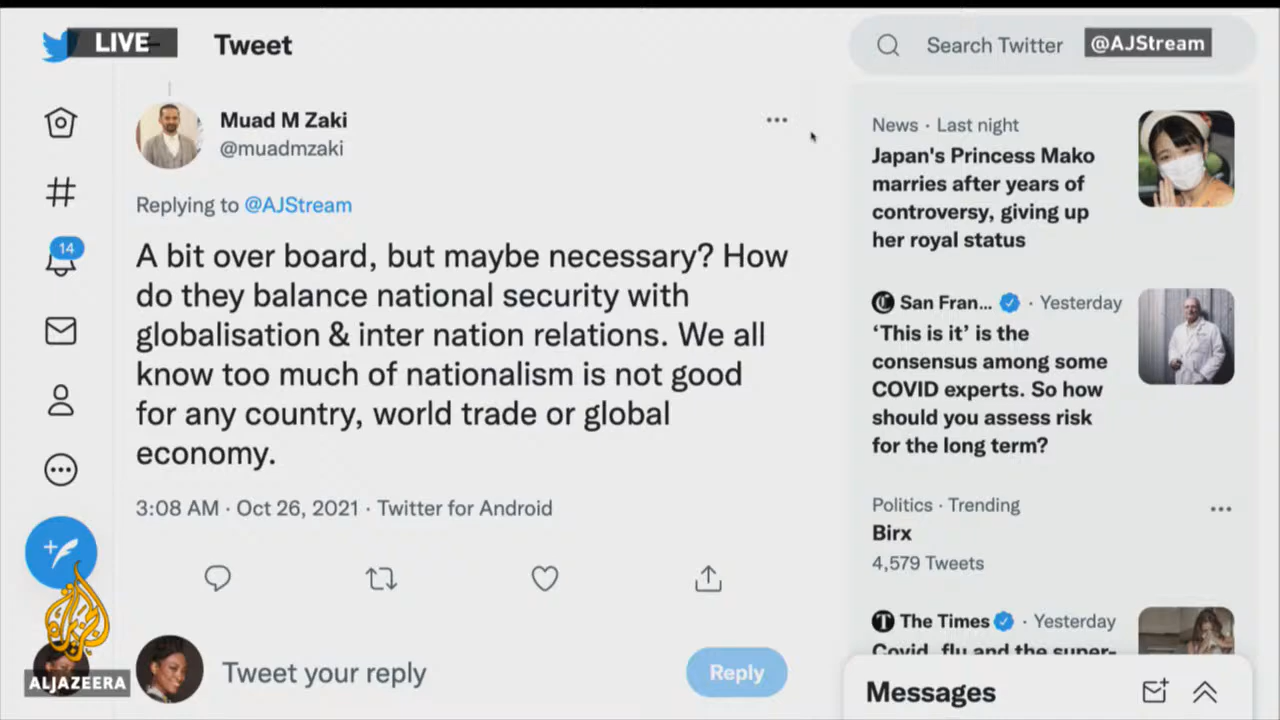 LIVE
Tweet
Search Twitter
@AJStream
Muad M Zaki
@muadmzaki
Replying to @AJStream
A bit over board, but maybe necessary? How
do they balance national security with
globalisation & inter nation relations. We all
know too much of nationalism is not good
for any country, world trade or global
economy.
3:08 AM · Oct 26, 2021 · Twitter for Android
14
Tweet your reply
Reply
ALJAZEERA
News · Last night
Japan's Princess Mako
marries after years of
controversy, giving up
her royal status
San Fran... · Yesterday
‘This is it’ is the
consensus among some
COVID experts. So how
should you assess risk
for the long term?
Politics · Trending
Birx
4,579 Tweets
The Times · Yesterday
Covid, flu and the super-
Messages